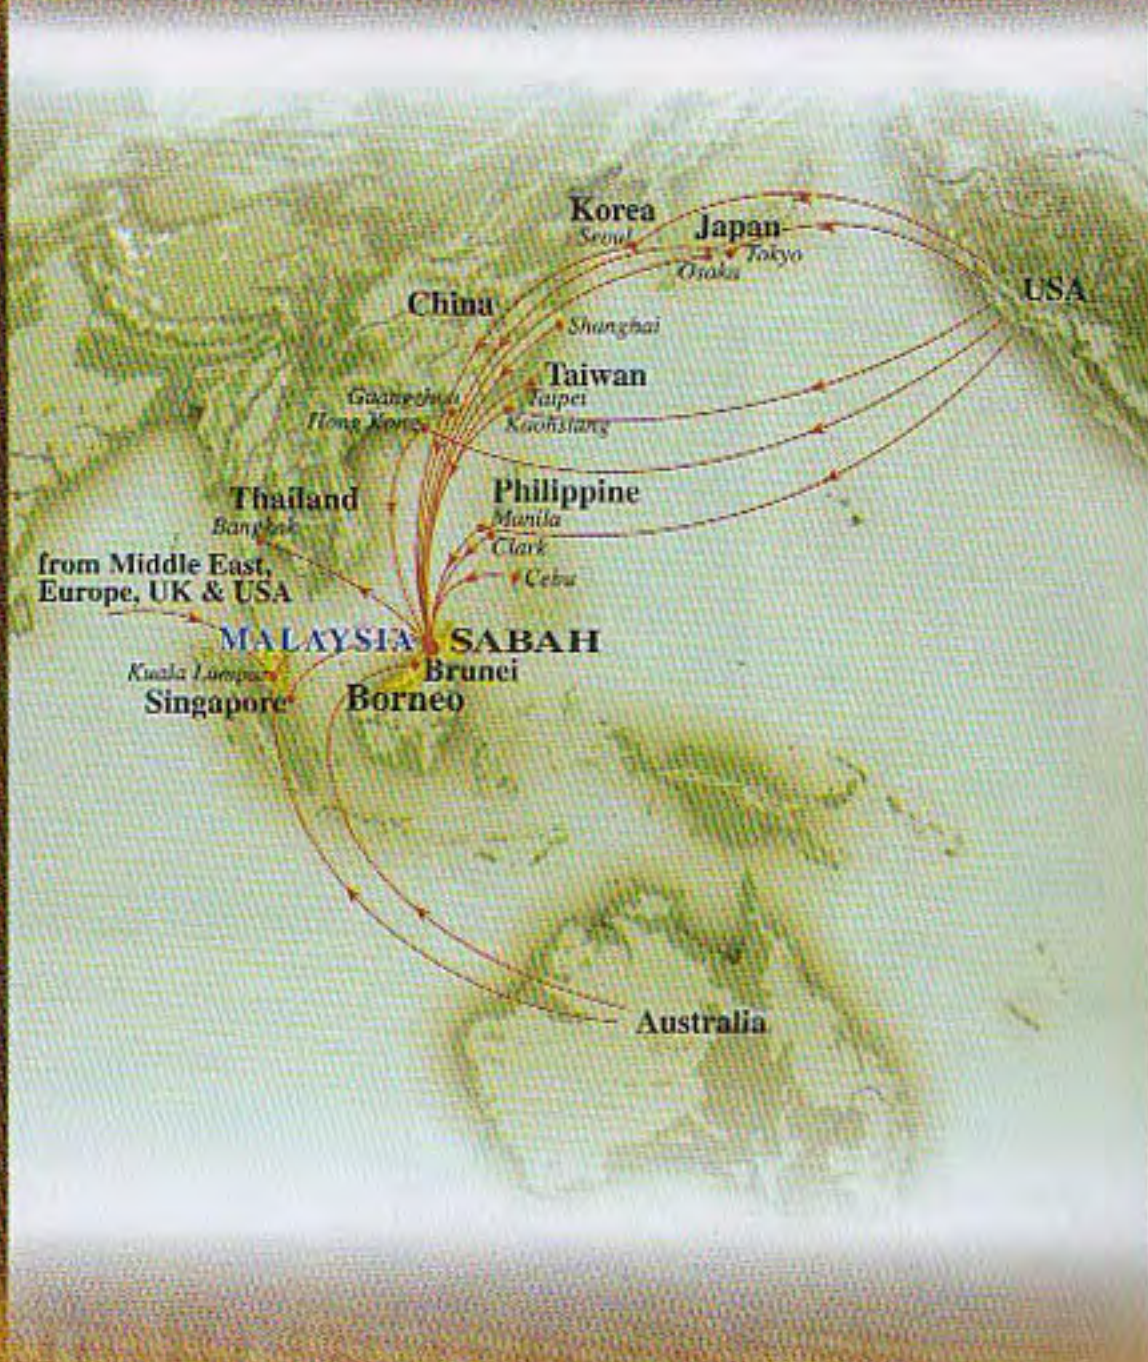 Korea
Seoul
Japan
Tokyo
Osaka
USA
China
Shanghai
Taiwan
Guangzhou
Taipei
Hong Kong
Kaohsiang
Thailand
Philippine
Bangkok
Manila
Clark
from Middle East,
Europe, UK & USA
Cebu
MALAYSIA
SABAH
Kuala Lumpur
Brunei
Singapore
Borneo
Australia